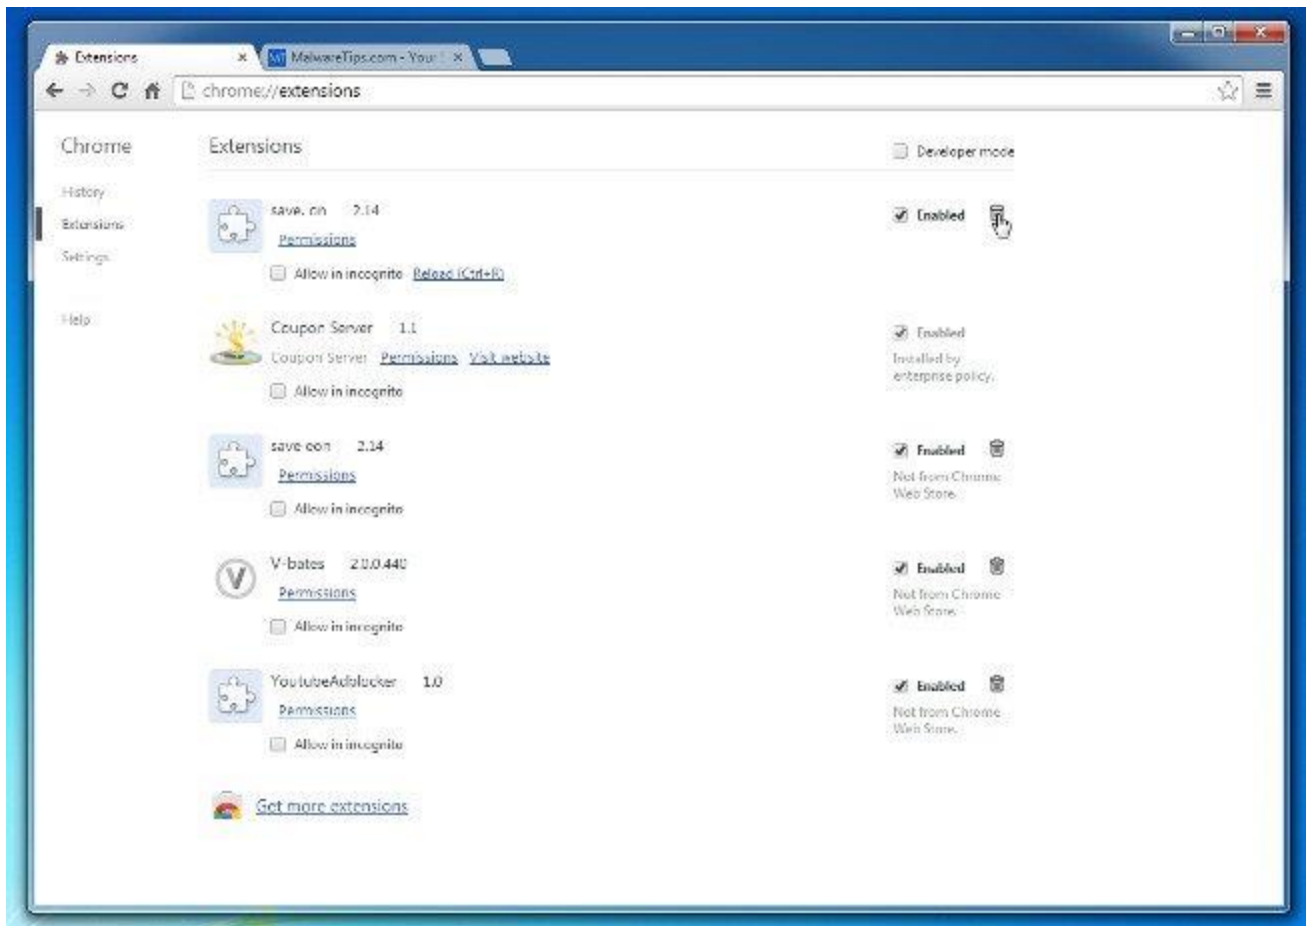 Extensions
MalwareTips.com - Your
chrome://extensions
Chrome
Extensions
Developer mode
History
Extensions
Settings
Help
save. on 2.14
Enabled
Permissions
Allow in incognito Reload (Ctrl+R)
Coupon Server 1.1
Enabled
Coupon Server Permissions Visit website
Installed by
enterprise policy.
Allow in incognito
save eon 2.14
Enabled
Permissions
Not from Chrome
Web Store.
Allow in incognito
V-bates 2.0.0.440
Enabled
Permissions
Not from Chrome
Web Store.
Allow in incognito
YoutubeAdblocker 1.0
Enabled
Permissions
Not from Chrome
Web Store.
Allow in incognito
Get more extensions
V